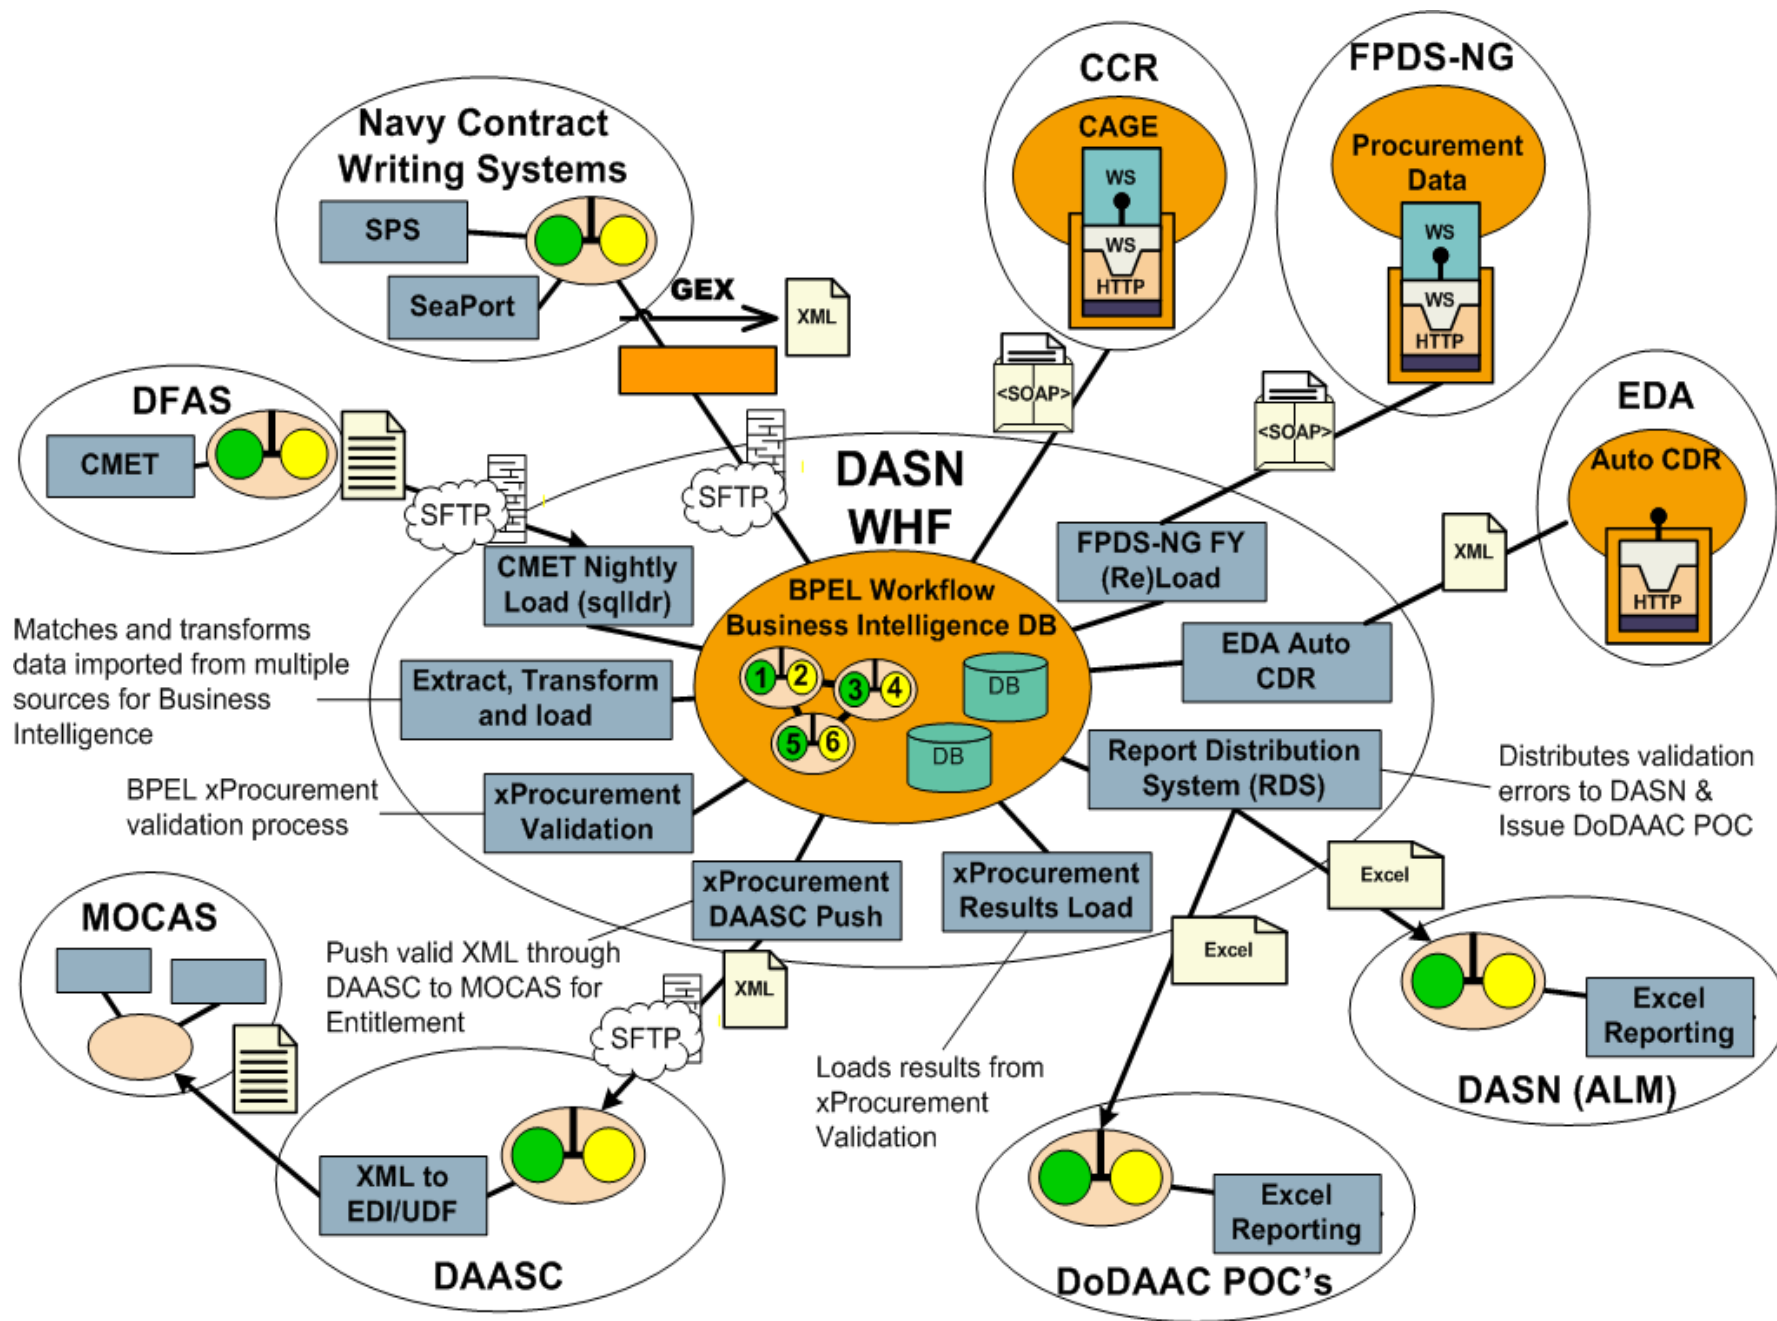 Navy Contract
Writing Systems
SPS
SeaPort
GEX
XML
CCR
CAGE
WS
WS
HTTP
<SOAP>
FPDS-NG
Procurement
Data
WS
WS
HTTP
<SOAP>
EDA
Auto CDR
HTTP
XML
DFAS
CMET
SFTP
SFTP
DASN
WHF
CMET Nightly
Load (sqlldr)
FPDS-NG FY
(Re)Load
BPEL Workflow
Business Intelligence DB
1 2 3 4
5 6
DB
DB
EDA Auto
CDR
Matches and transforms
data imported from multiple
sources for Business
Intelligence
Extract, Transform
and load
Report Distribution
System (RDS)
Distributes validation
errors to DASN &
Issue DoDAAC POC
BPEL xProcurement
validation process
xProcurement
Validation
xProcurement
DAASC Push
xProcurement
Results Load
Excel
Excel
MOCAS
Push valid XML through
DAASC to MOCAS for
Entitlement
XML
SFTP
Loads results from
xProcurement
Validation
Excel
Reporting
DASN (ALM)
XML to
EDI/UDF
DAASC
Excel
Reporting
DoDAAC POC's